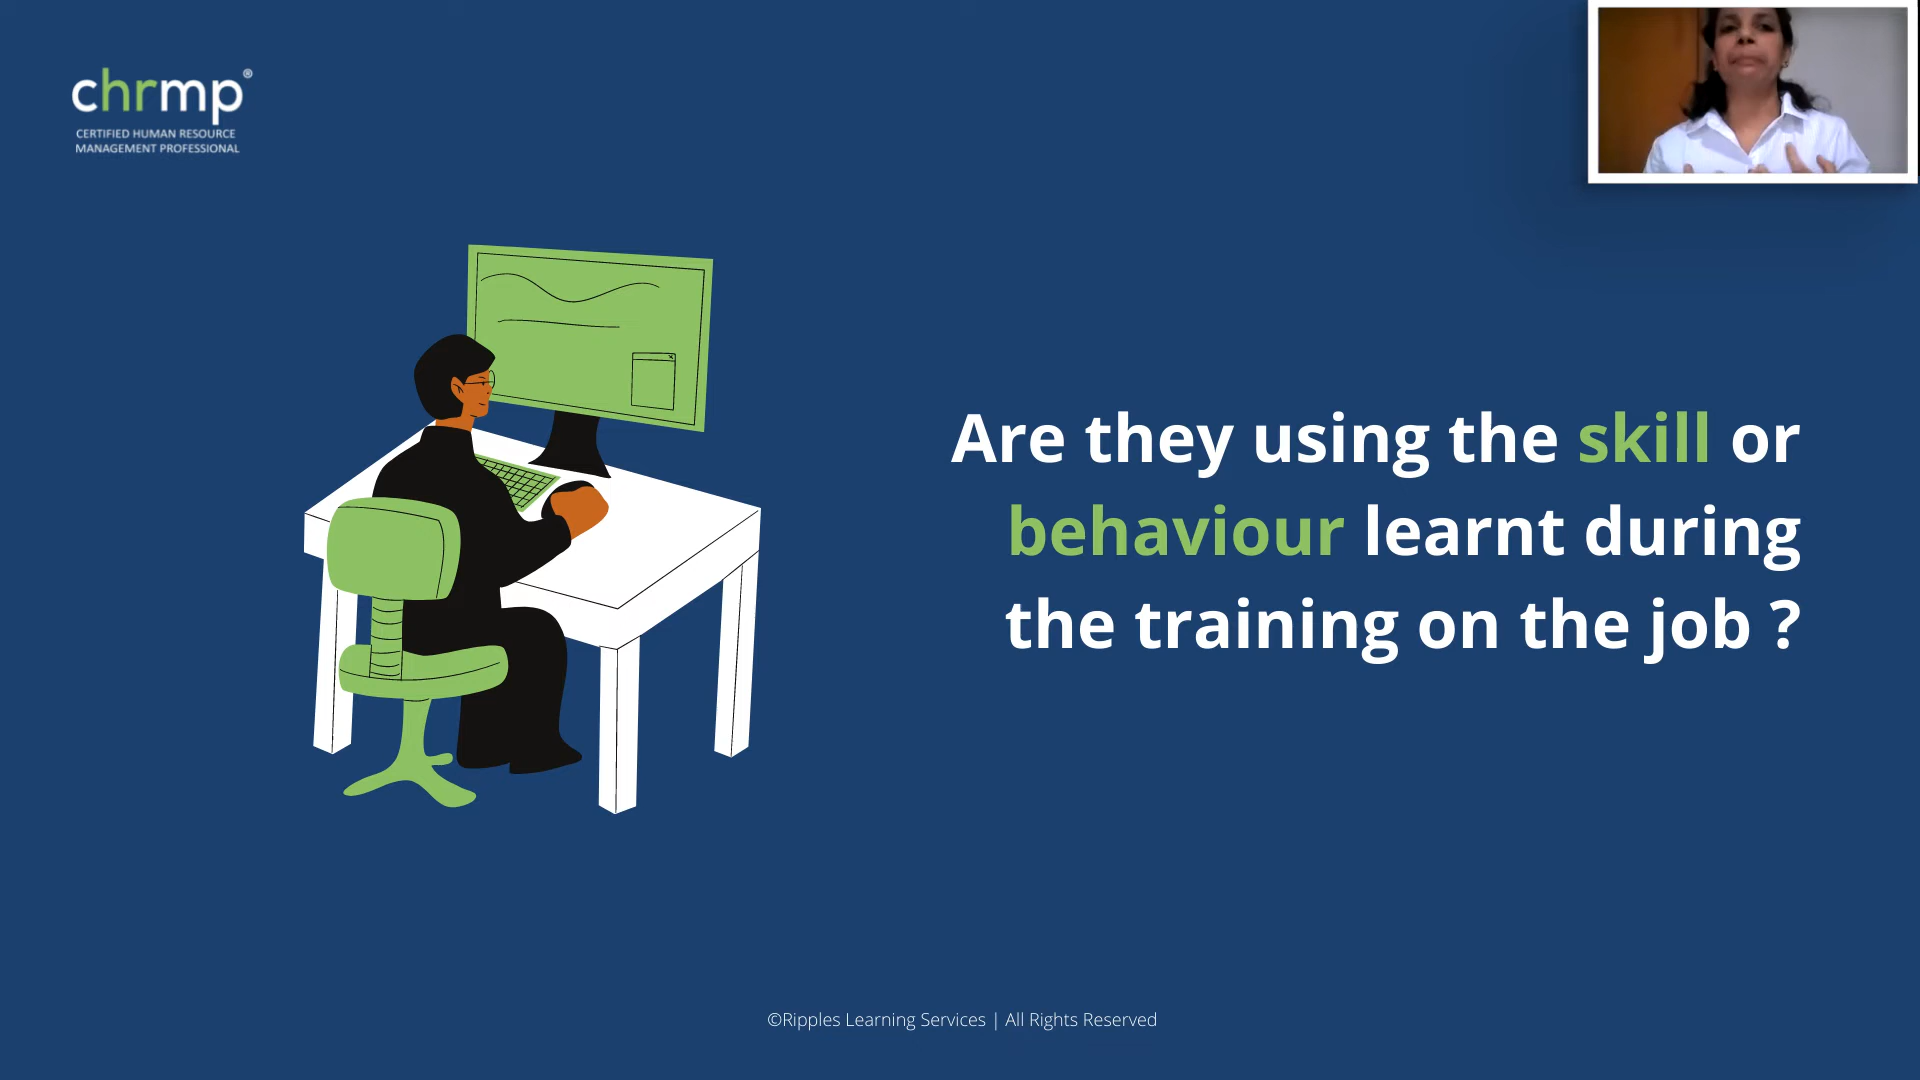 chrmp®
CERTIFIED HUMAN RESOURCE
MANAGEMENT PROFESSIONAL
Are they using the skill or
behaviour learnt during
the training on the job ?
©Ripples Learning Services | All Rights Reserved